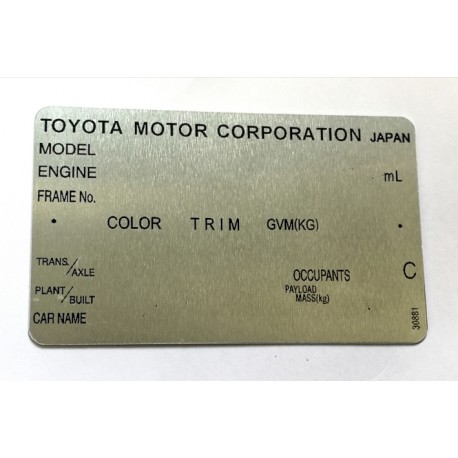 TOYOTA MOTOR CORPORATION JAPAN
MODEL
ENGINE mL
FRAME No.
COLOR TRIM GVM(KG)
TRANS/AXLE OCCUPANTS C
PLANT/BUILT PAYLOAD MASS(kg)
CAR NAME
30881